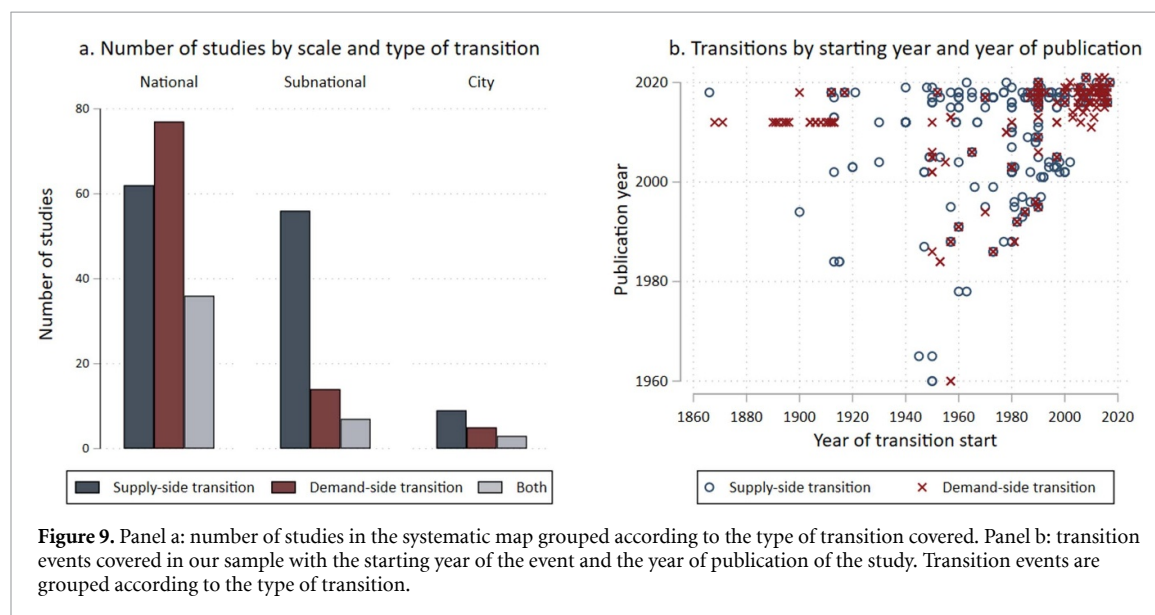 a. Number of studies by scale and type of transition
National Subnational City
Number of studies
80
60
40
20
0
Supply-side transition Demand-side transition Both
b. Transitions by starting year and year of publication
Publication year
2020
2000
1980
1960
1860 1880 1900 1920 1940 1960 1980 2000 2020
Year of transition start
Supply-side transition Demand-side transition
Figure 9. Panel a: number of studies in the systematic map grouped according to the type of transition covered. Panel b: transition
events covered in our sample with the starting year of the event and the year of publication of the study. Transition events are
grouped according to the type of transition.